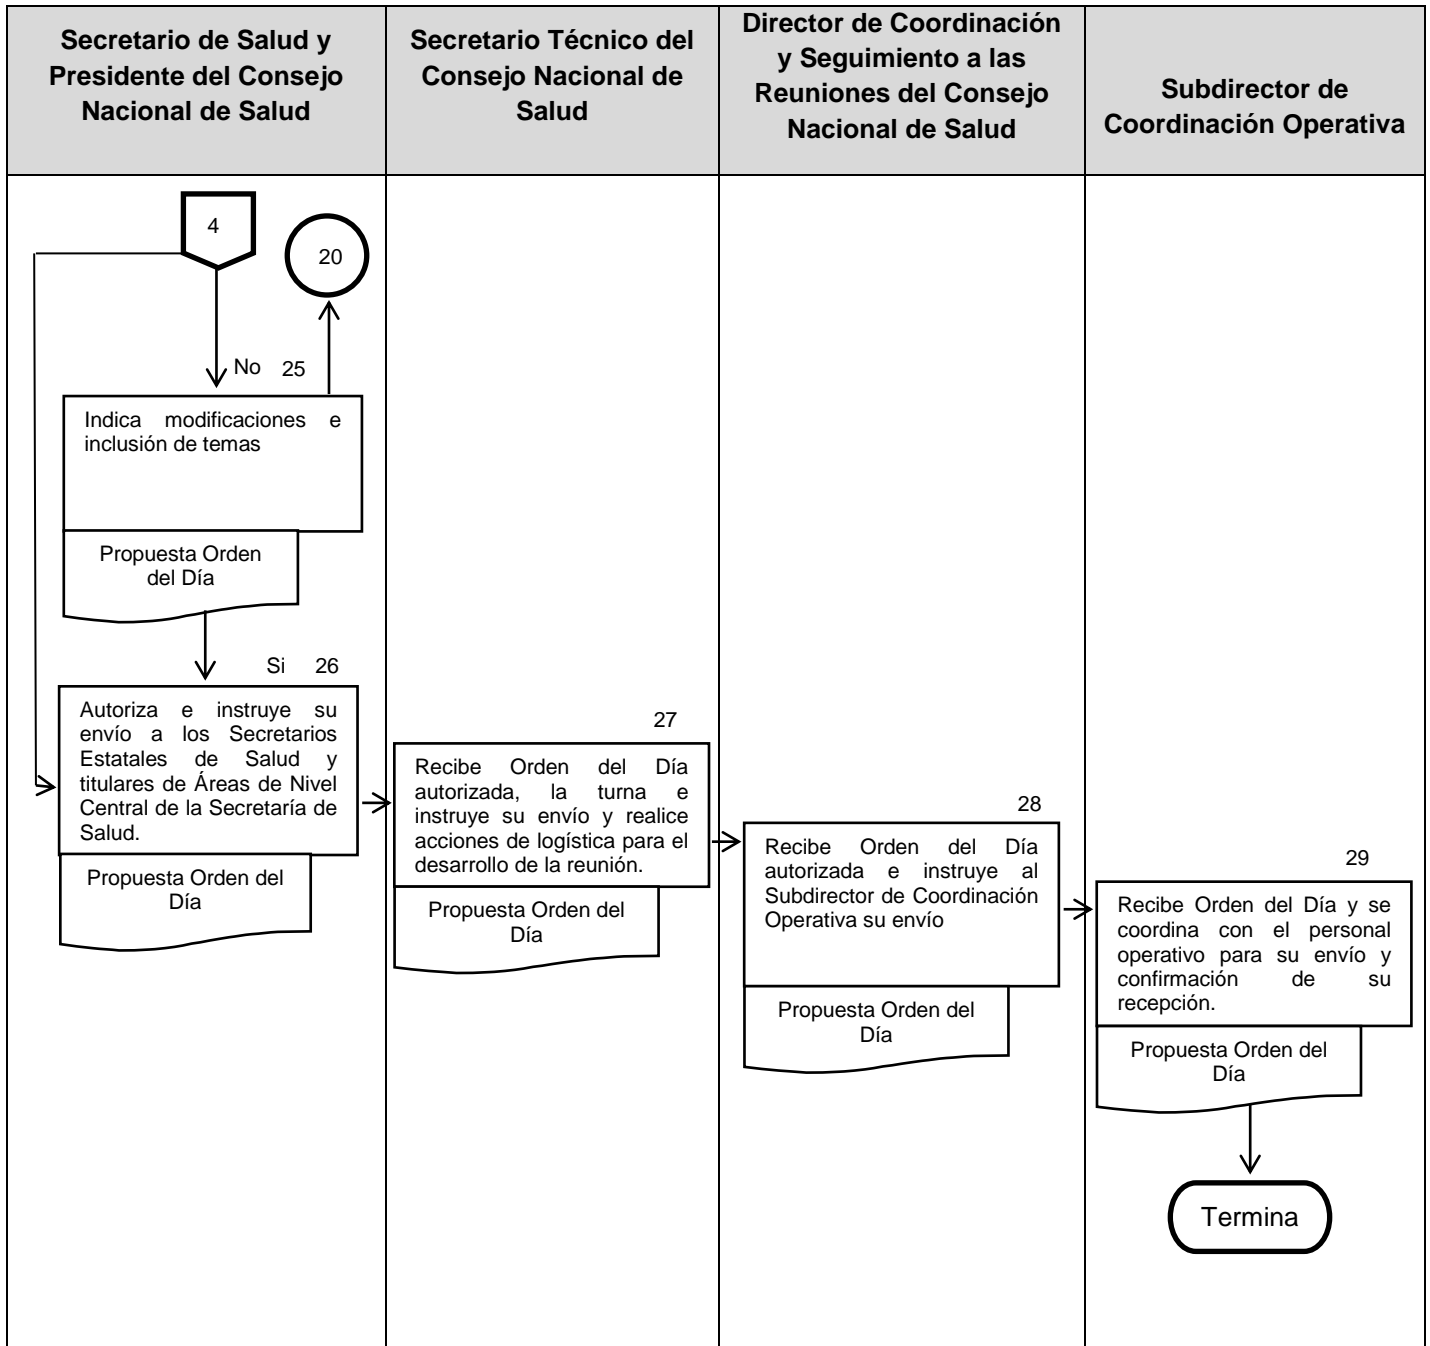 Secretario de Salud y
Presidente del Consejo
Nacional de Salud
Secretario Técnico del
Consejo Nacional de
Salud
Director de Coordinación
y Seguimiento a las
Reuniones del Consejo
Nacional de Salud
Subdirector de
Coordinación Operativa
4
20
No 25
Indica modificaciones e
inclusión de temas
Propuesta Orden
del Día
Si 26
Autoriza e instruye su
envío a los Secretarios
Estatales de Salud y
titulares de Áreas de Nivel
Central de la Secretaría de
Salud.
Propuesta Orden del
Día
27
Recibe Orden del Día
autorizada, la turna e
instruye su envío y realice
acciones de logística para el
desarrollo de la reunión.
Propuesta Orden del
Día
28
Recibe Orden del Día
autorizada e instruye al
Subdirector de Coordinación
Operativa su envío
Propuesta Orden del
Día
29
Recibe Orden del Día y se
coordina con el personal
operativo para su envío y
confirmación de su
recepción.
Propuesta Orden del
Día
Termina